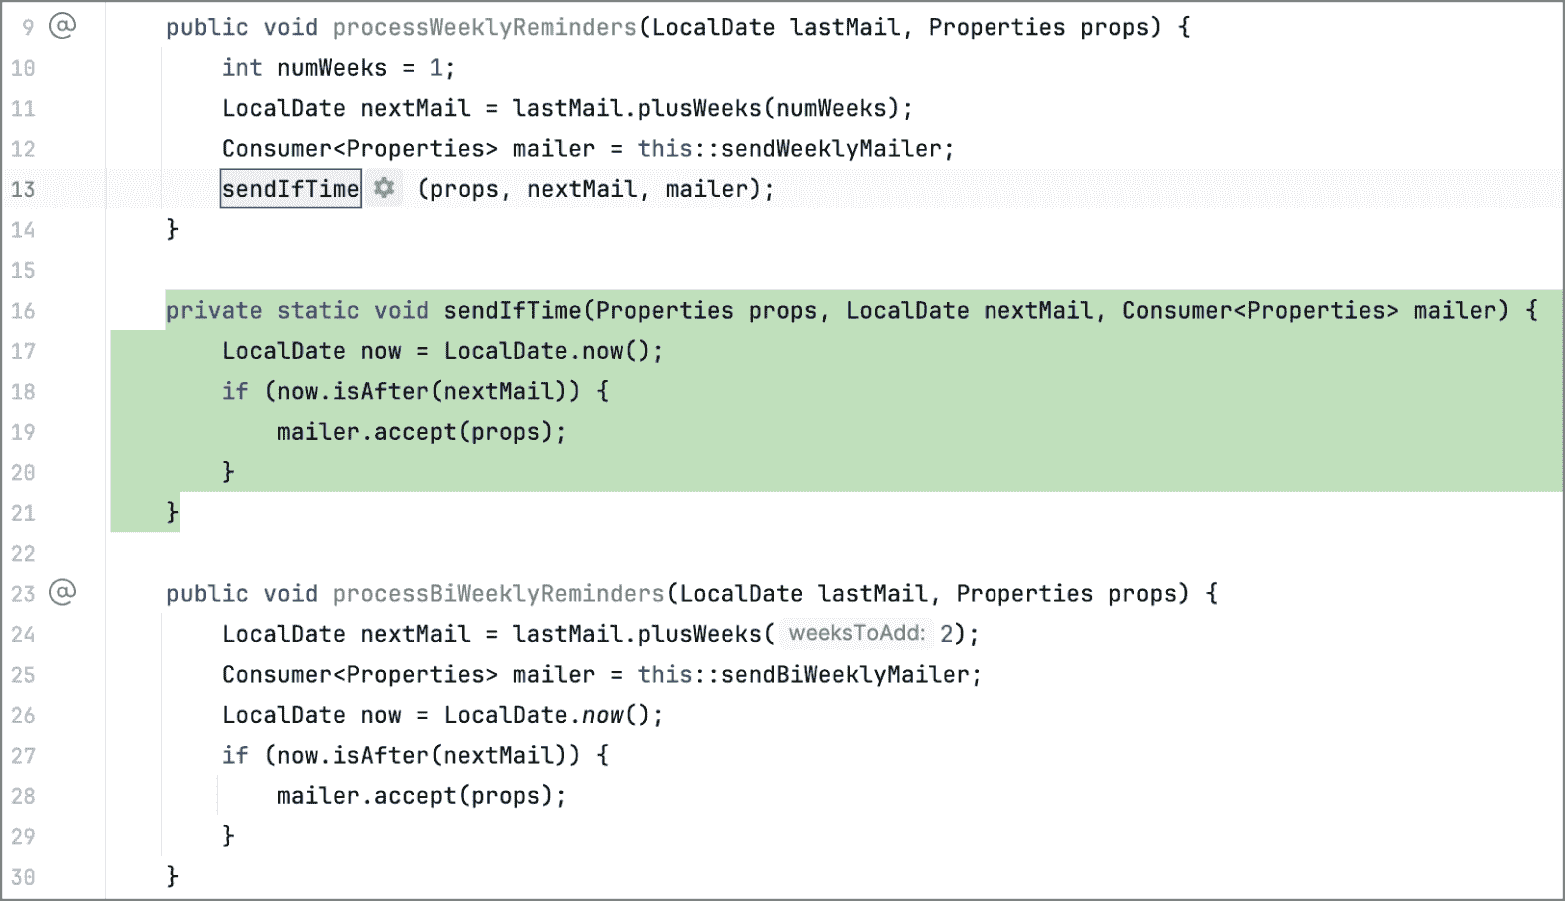 9 @ public void processWeeklyReminders(LocalDate lastMail, Properties props) {
10 int numWeeks = 1;
11 LocalDate nextMail = lastMail.plusWeeks(numWeeks);
12 Consumer<Properties> mailer = this::sendWeeklyMailer;
13 sendIfTime (props, nextMail, mailer);
14 }
15
16 private static void sendIfTime(Properties props, LocalDate nextMail, Consumer<Properties> mailer) {
17 LocalDate now = LocalDate.now();
18 if (now.isAfter(nextMail)) {
19 mailer.accept(props);
20 }
21 }
22
23 @ public void processBiWeeklyReminders(LocalDate lastMail, Properties props) {
24 LocalDate nextMail = lastMail.plusWeeks( weeksToAdd: 2);
25 Consumer<Properties> mailer = this::sendBiWeeklyMailer;
26 LocalDate now = LocalDate.now();
27 if (now.isAfter(nextMail)) {
28 mailer.accept(props);
29 }
30 }